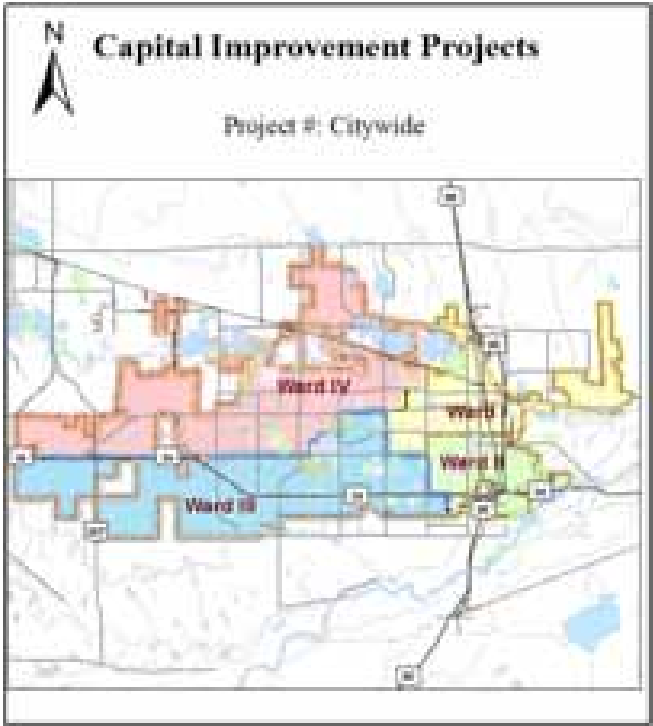 N
Capital Improvement Projects
Project #: Citywide
Ward IV
Ward I
Ward II
Ward III